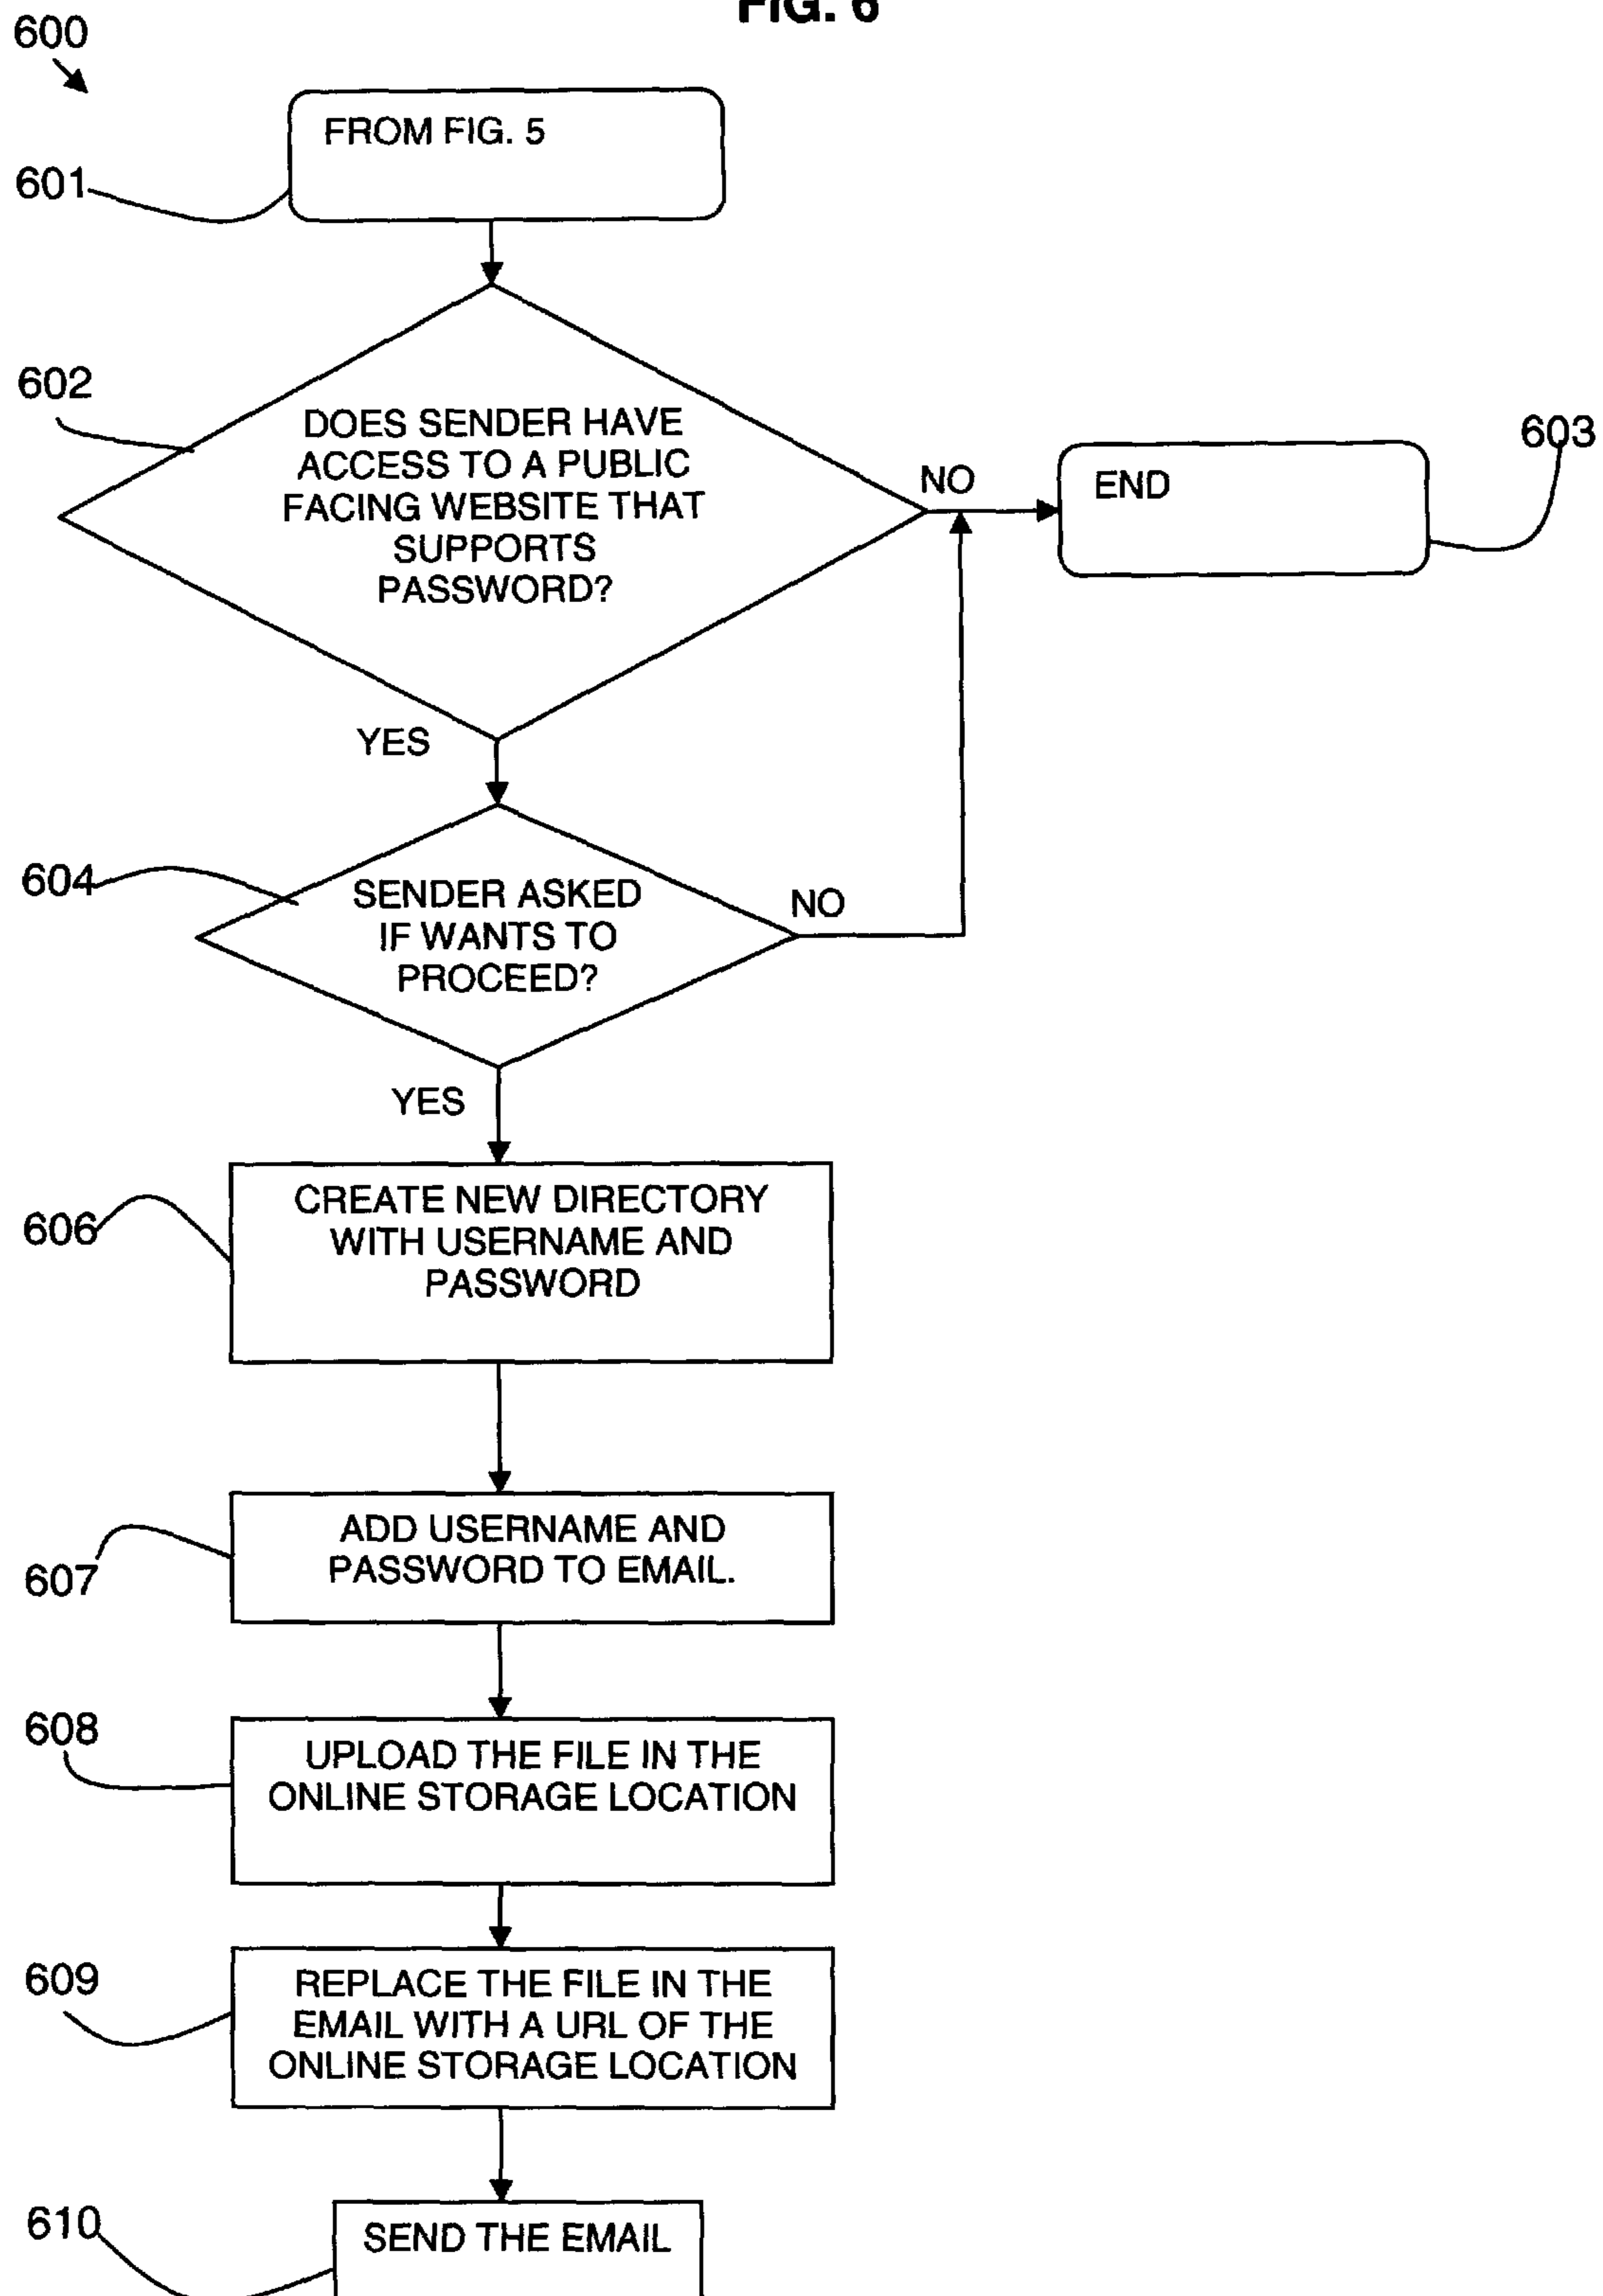 FIG. 6
600
FROM FIG. 5
601
602
DOES SENDER HAVE
ACCESS TO A PUBLIC
FACING WEBSITE THAT
SUPPORTS
PASSWORD?
NO
END
603
YES
604
SENDER ASKED
IF WANTS TO
PROCEED?
NO
YES
606
CREATE NEW DIRECTORY
WITH USERNAME AND
PASSWORD
607
ADD USERNAME AND
PASSWORD TO EMAIL.
608
UPLOAD THE FILE IN THE
ONLINE STORAGE LOCATION
609
REPLACE THE FILE IN THE
EMAIL WITH A URL OF THE
ONLINE STORAGE LOCATION
610
SEND THE EMAIL